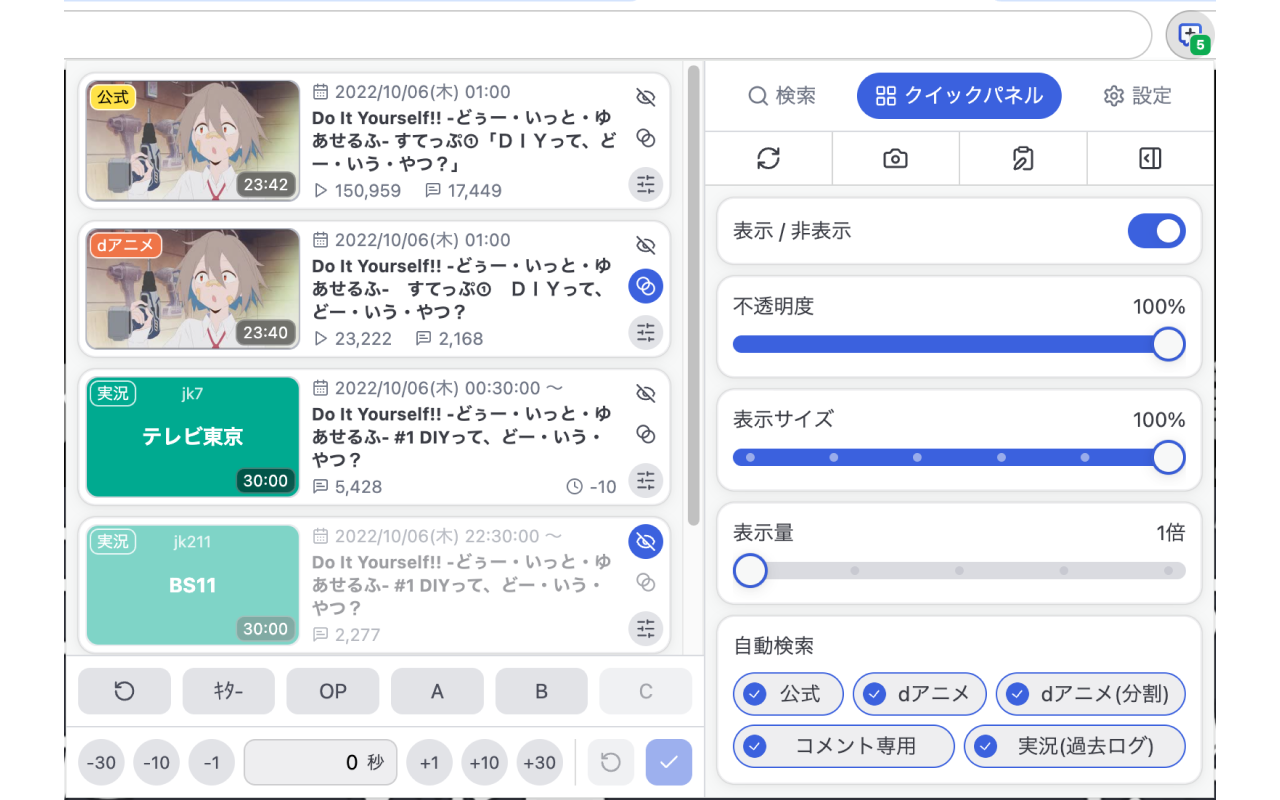 5
公式
23:42
2022/10/06(木) 01:00
Do It Yourself!! -どぅー・いっと・ゆ
あせるふ- すてっぷ①「ＤＩＹって、ど
ー・いう・やつ？」
150,959 17,449
dアニメ
23:40
2022/10/06(木) 01:00
Do It Yourself!! -どぅー・いっと・ゆ
あせるふ-　すてっぷ①　ＤＩＹって、
どー・いう・やつ？
23,222 2,168
実況 jk7
テレビ東京
30:00
2022/10/06(木) 00:30:00 〜
Do It Yourself!! -どぅー・いっと・ゆ
あせるふ- #1 DIYって、どー・いう・
やつ？
5,428 -10
実況 jk211
BS11
30:00
2022/10/06(木) 22:30:00 〜
Do It Yourself!! -どぅー・いっと・ゆ
あせるふ- #1 DIYって、どー・いう・
やつ？
2,277
ｷﾀｰ OP A B C
-30 -10 -1 0 秒 +1 +10 +30
検索 クイックパネル 設定
表示 / 非表示
不透明度 100%
表示サイズ 100%
表示量 1倍
自動検索
公式 dアニメ dアニメ(分割)
コメント専用 実況(過去ログ)